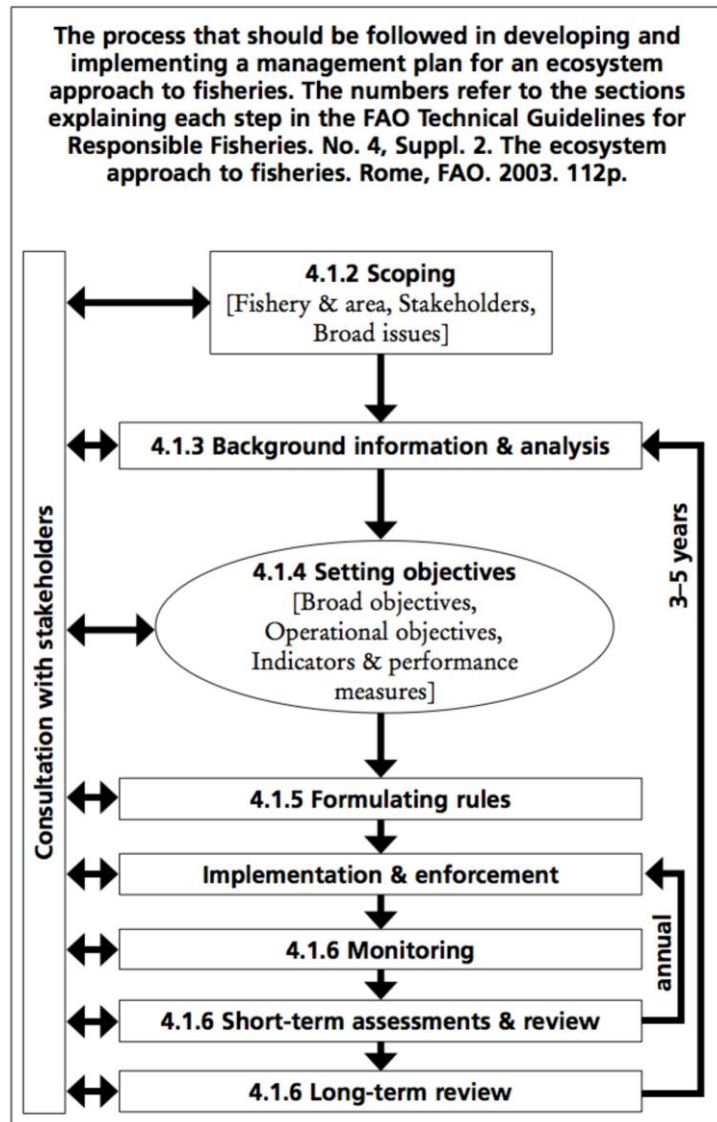 The process that should be followed in developing and
implementing a management plan for an ecosystem
approach to fisheries. The numbers refer to the sections
explaining each step in the FAO Technical Guidelines for
Responsible Fisheries. No. 4, Suppl. 2. The ecosystem
approach to fisheries. Rome, FAO. 2003. 112p.
Consultation with stakeholders
4.1.2 Scoping
[Fishery & area, Stakeholders,
Broad issues]
4.1.3 Background information & analysis
4.1.4 Setting objectives
[Broad objectives,
Operational objectives,
Indicators & performance
measures]
3–5 years
4.1.5 Formulating rules
Implementation & enforcement
4.1.6 Monitoring
annual
4.1.6 Short-term assessments & review
4.1.6 Long-term review